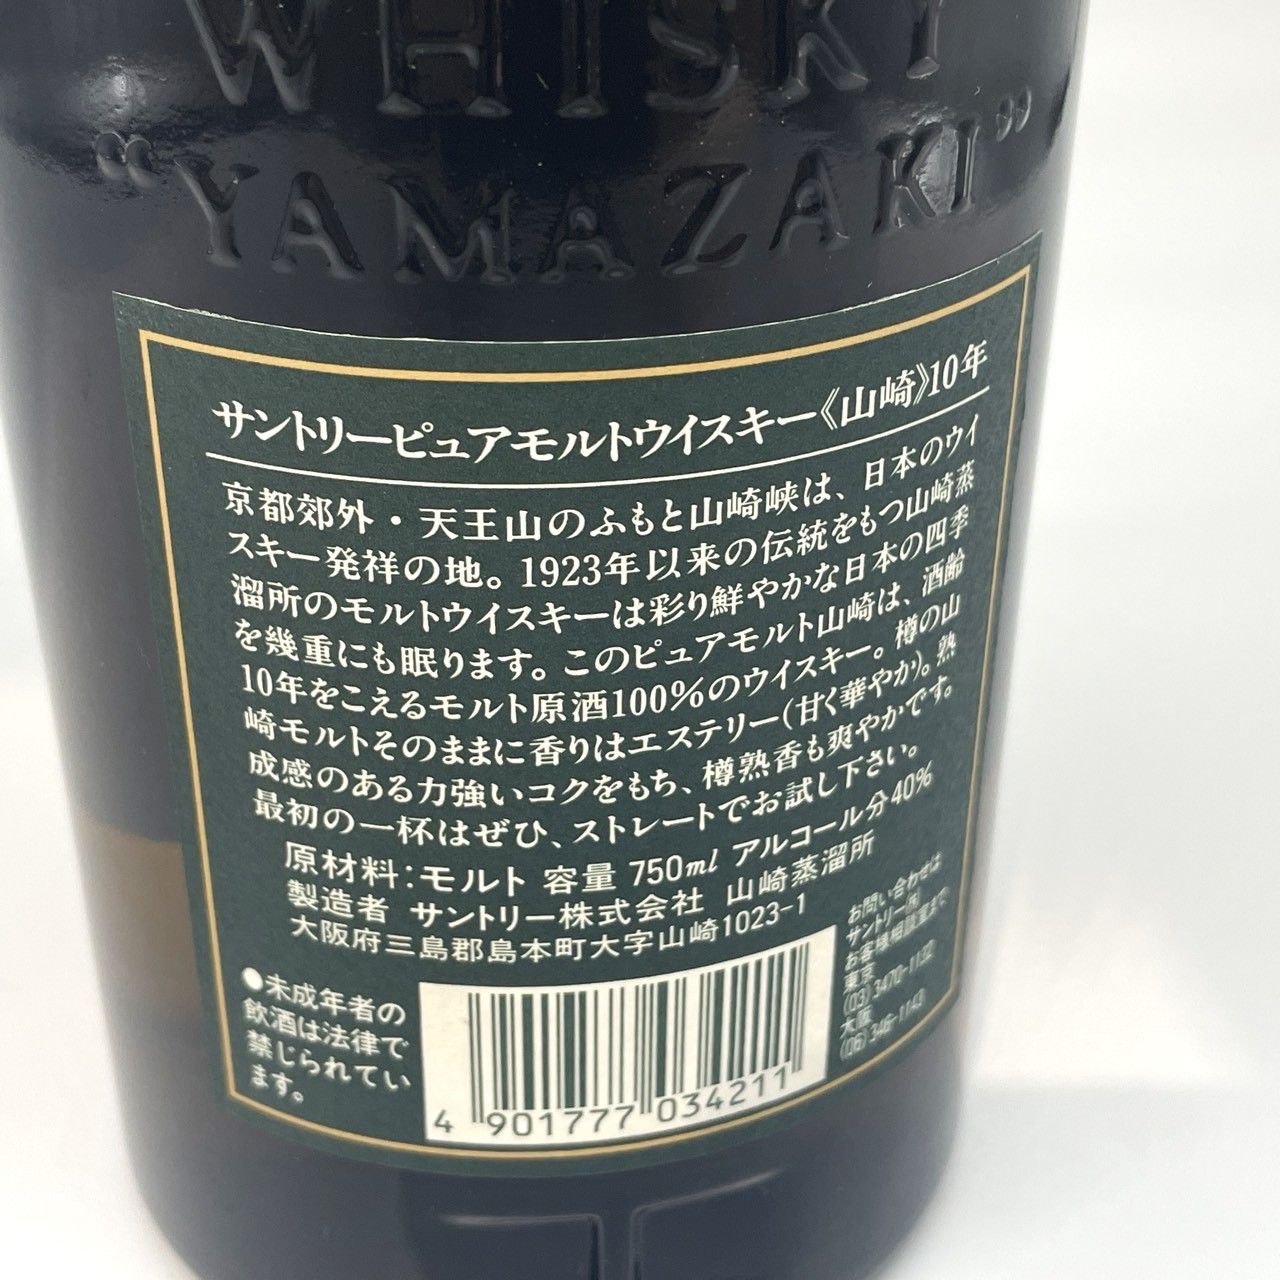 WHISKY
“YAMAZAKI”
サントリーピュアモルトウイスキー《山崎》10年
京都郊外・天王山のふもと山崎峡は、日本のウイ
スキー発祥の地。1923年以来の伝統をもつ山崎蒸
溜所のモルトウイスキーは彩り鮮やかな日本の四季
を幾重にも眠ります。このピュアモルト山崎は、酒齢
10年をこえるモルト原酒100%のウイスキー。樽の山
崎モルトそのままに香りはエステリー(甘く華やか)。熟
成感のある力強いコクをもち、樽熟香も爽やかです。
最初の一杯はぜひ、ストレートでお試し下さい。
原材料:モルト 容量 750ml アルコール分40%
製造者 サントリー株式会社 山崎蒸溜所
大阪府三島郡島本町大字山崎1023-1
●未成年者の
飲酒は法律で
禁じられてい
ます。
4 901777 034211
お問い合わせは
サントリー㈱
お客様相談室まで
東京
(03)3470-1132
大阪
(06)346-1143